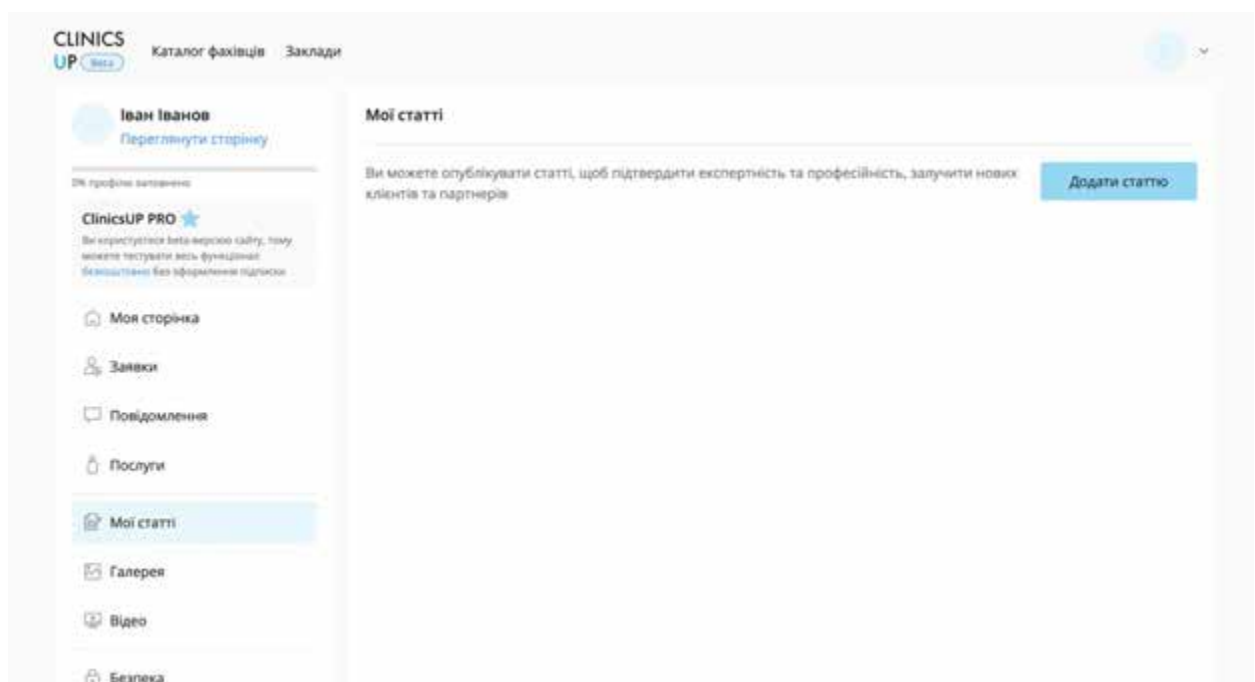 CLINICS
UP Beta
Каталог фахівців Заклади
Іван Іванов
Переглянути сторінку
0% профілю заповнено
ClinicsUP PRO
Ви користуєтеся beta-версією сайту, тому
можете тестувати весь функціонал
безкоштовно без оформлення підписки
Моя сторінка
Заявки
Повідомлення
Послуги
Мої статті
Галерея
Відео
Безпека
Мої статті
Ви можете опублікувати статті, щоб підтвердити експертність та професійність, залучити нових
клієнтів та партнерів
Додати статтю